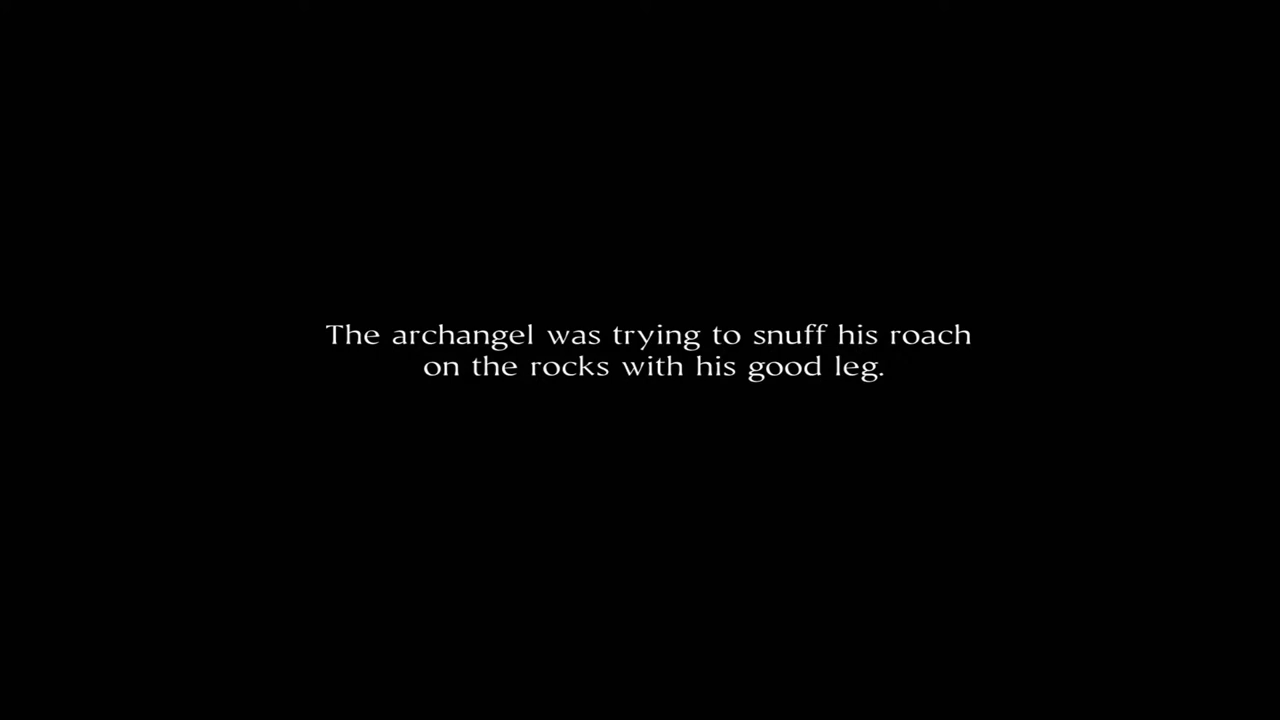 The archangel was trying to snuff his roach
on the rocks with his good leg.